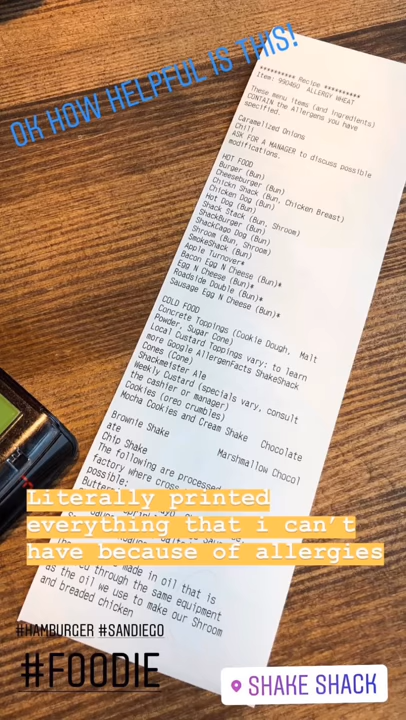 OK HOW HELPFUL IS THIS!
********** Recipe **********
Item: 990460 ALLERGY WHEAT
These menu items (and ingredients)
CONTAIN the Allergens you have
specified.
Caramelized Onions
Chili
ASK FOR A MANAGER to discuss possible
modifications.
HOT FOOD
Burger (Bun)
Cheeseburger (Bun)
Chickn Shack (Bun, Chicken Breast)
Chicken Dog (Bun)
Hot Dog (Bun)
Shack Stack (Bun, Shroom)
ShackBurger (Bun)
ShackCago Dog (Bun)
Shroom (Bun, Shroom)
SmokeShack (Bun)
Apple Turnover*
Bacon Egg N Cheese (Bun)*
Egg N Cheese (Bun)*
Roadside Double (Bun)*
Sausage Egg N Cheese (Bun)*
COLD FOOD
Concrete Toppings (Cookie Dough, Malt
Powder, Sugar Cone)
Local Custard Toppings vary; to learn
more Google AllergenFacts ShakeShack
Cones (Cone)
Shackmeister Ale
Weekly Custard (specials vary, consult
the cashier or manager)
Cookies (oreo crumbles)
Mocha Cookies and Cream Shake Chocolate
Brownie Shake Marshmallow Chocol
ate
Chip Shake
The following are processed
factory where cross
possible:
Literally printed
everything that i can't
have because of allergies
made in oil that is
through the same equipment
as the oil we use to make our Shroom
and breaded chicken
#HAMBURGER #SANDIEGO
#FOODIE
SHAKE SHACK